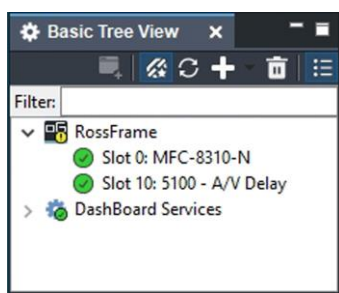 Basic Tree View
Filter:
RossFrame
Slot 0: MFC-8310-N
Slot 10: 5100 - A/V Delay
DashBoard Services